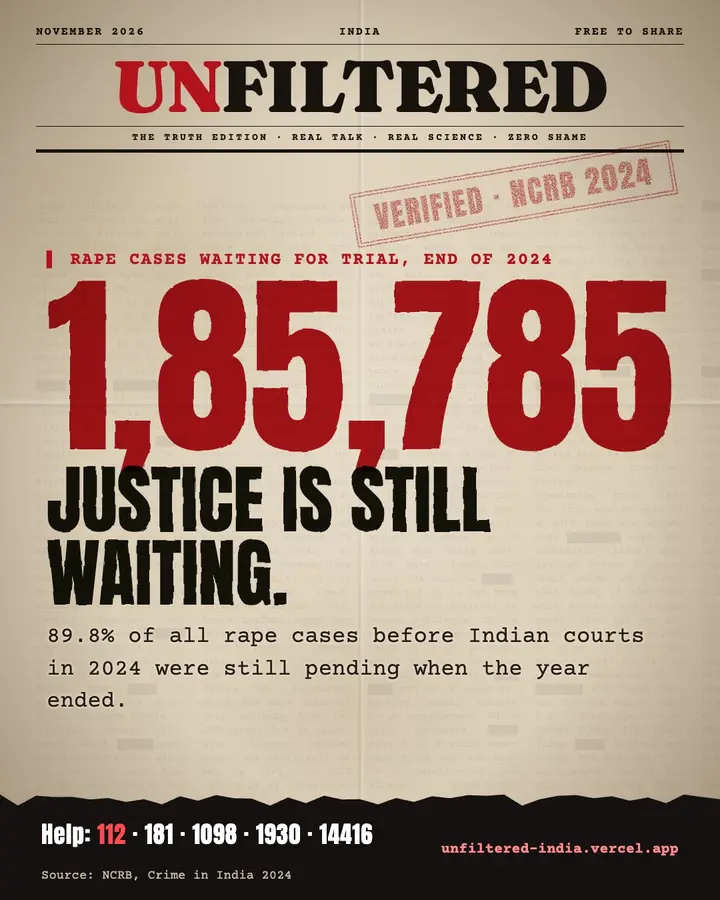 NOVEMBER 2026 INDIA FREE TO SHARE
UNFILTERED
THE TRUTH EDITION · REAL TALK · REAL SCIENCE · ZERO SHAME
VERIFIED · NCRB 2024
RAPE CASES WAITING FOR TRIAL, END OF 2024
1,85,785
JUSTICE IS STILL
WAITING.
89.8% of all rape cases before Indian courts
in 2024 were still pending when the year
ended.
Help: 112 · 181 · 1098 · 1930 · 14416
unfiltered-india.vercel.app
Source: NCRB, Crime in India 2024